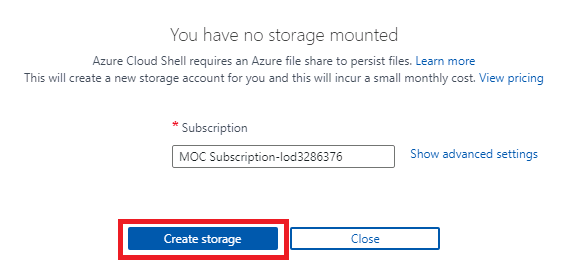 You have no storage mounted
Azure Cloud Shell requires an Azure file share to persist files. Learn more
This will create a new storage account for you and this will incur a small monthly cost. View pricing
* Subscription
MOC Subscription-lod3286376
Show advanced settings
Create storage
Close